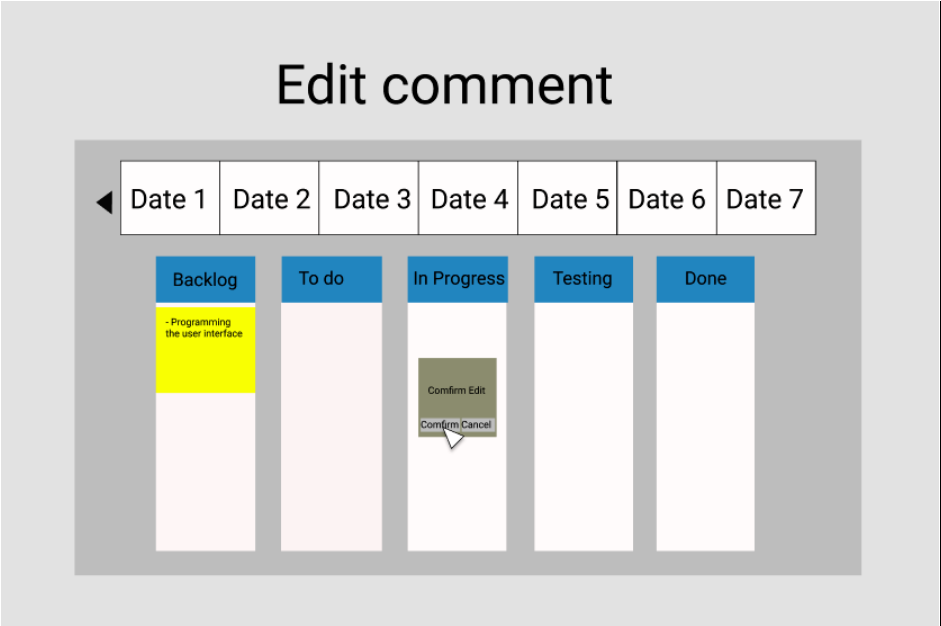 Edit comment
Date 1 Date 2 Date 3 Date 4 Date 5 Date 6 Date 7
Backlog To do In Progress Testing Done
- Programming
the user interface
Comfirm Edit
Comfirm Cancel